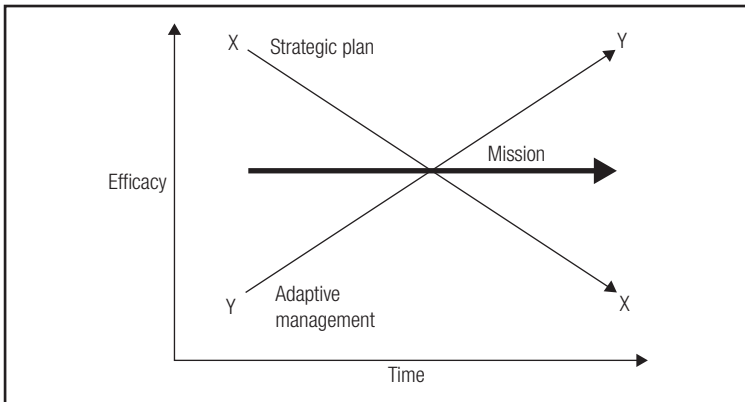 X
Strategic plan
Y
Mission
Efficacy
Y
Adaptive
management
X
Time